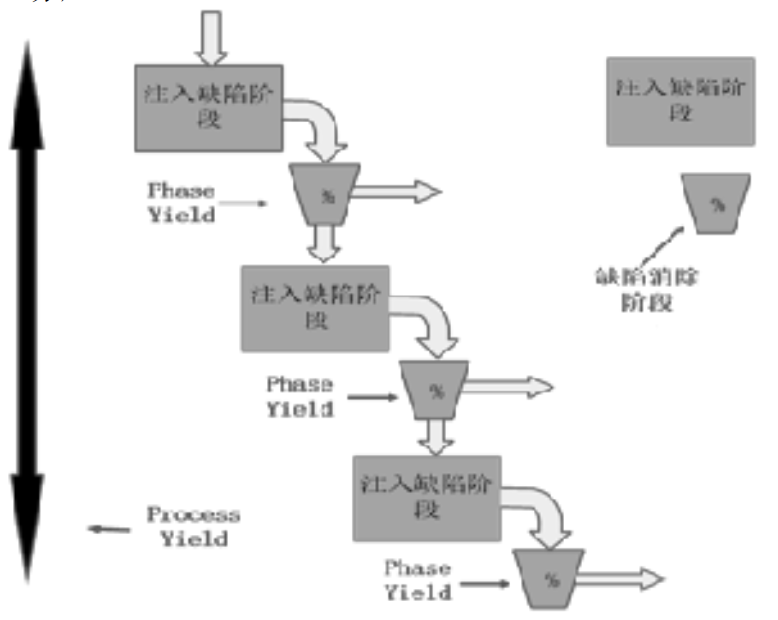 注入缺陷阶
段
注入缺陷阶
段
Phase
Yield
%
%
缺陷消除
阶段
注入缺陷阶
段
Phase
Yield
%
注入缺陷阶
段
Process
Yield
Phase
Yield
%